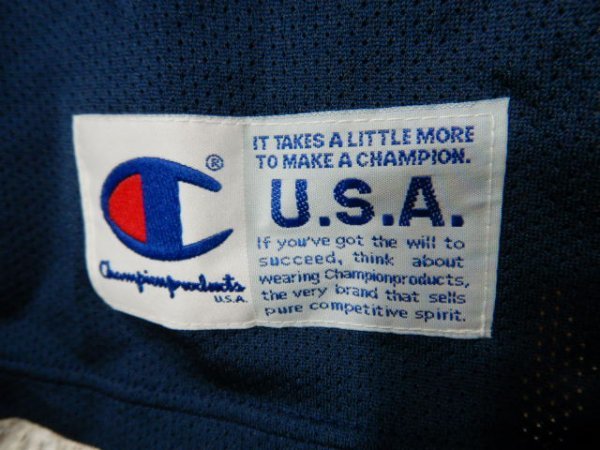 ®
Championproducts
U.S.A.
IT TAKES A LITTLE MORE
TO MAKE A CHAMPION.
U.S.A.
If you've got the will to
succeed, think about
wearing Championproducts,
the very brand that sells
pure competitive spirit.